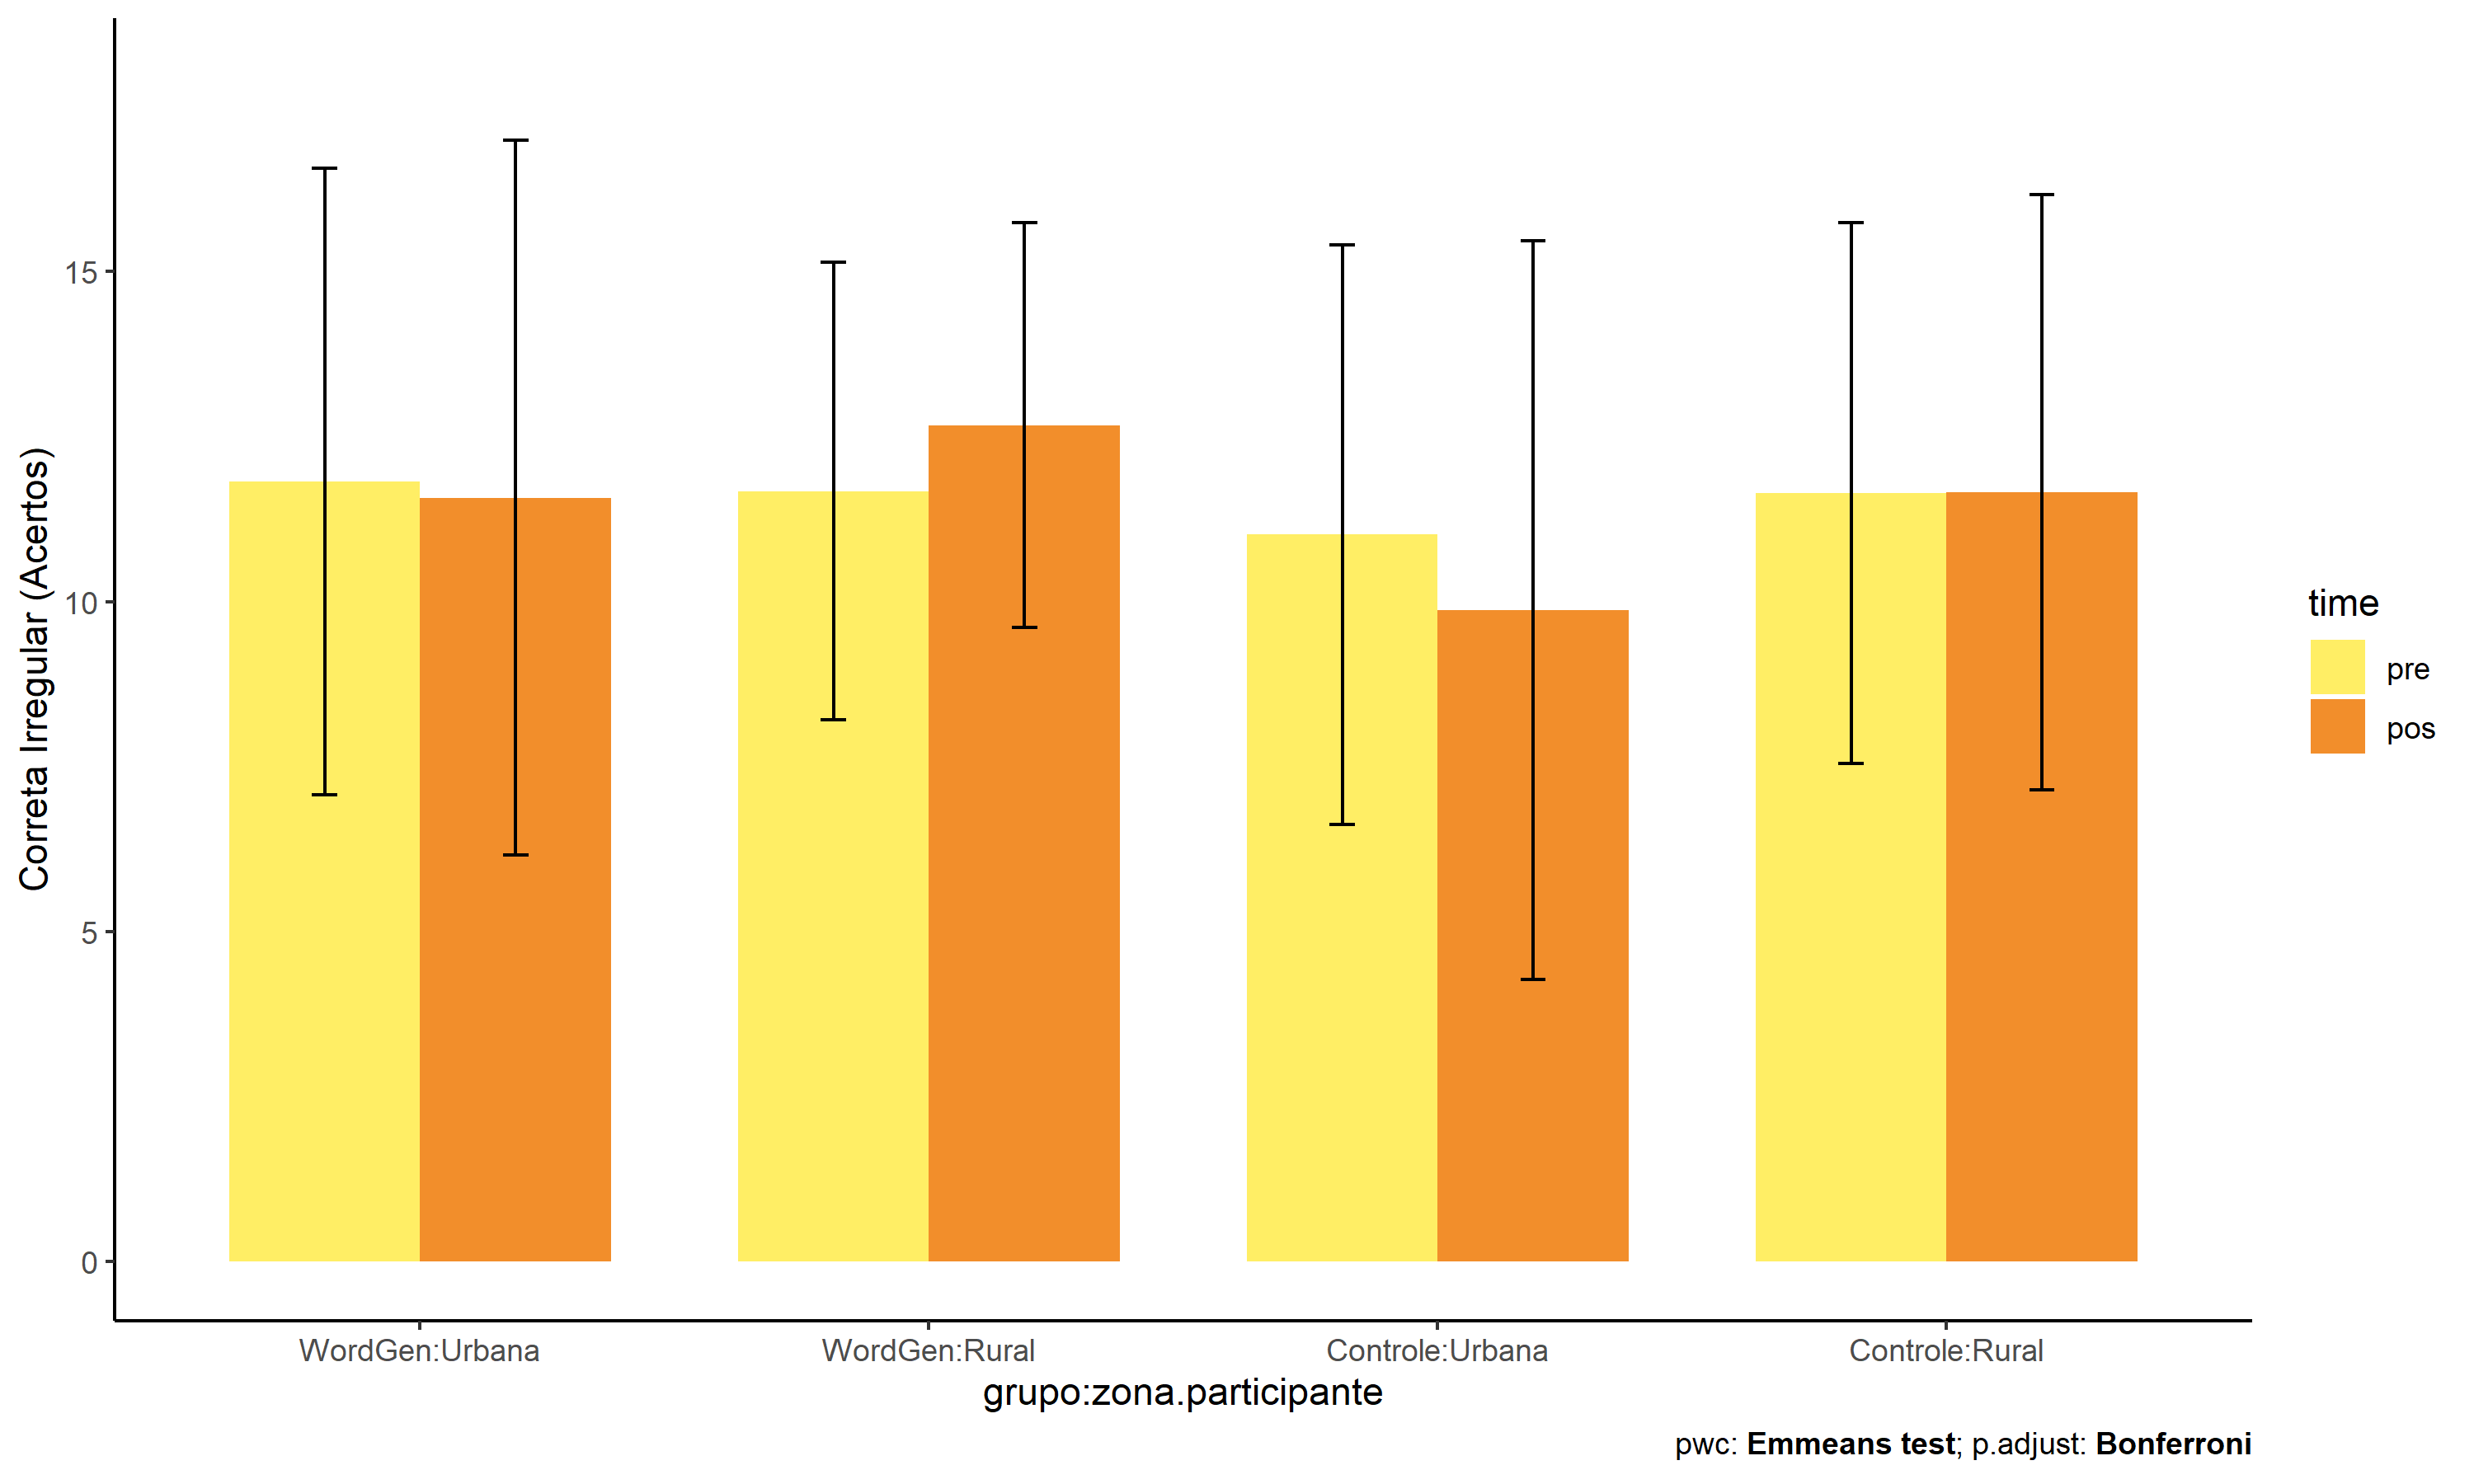 Correta Irregular (Acertos)
15
10
5
0
WordGen:Urbana
WordGen:Rural
Controle:Urbana
Controle:Rural
grupo:zona.participante
time
pre
pos
pwc: Emmeans test; p.adjust: Bonferroni